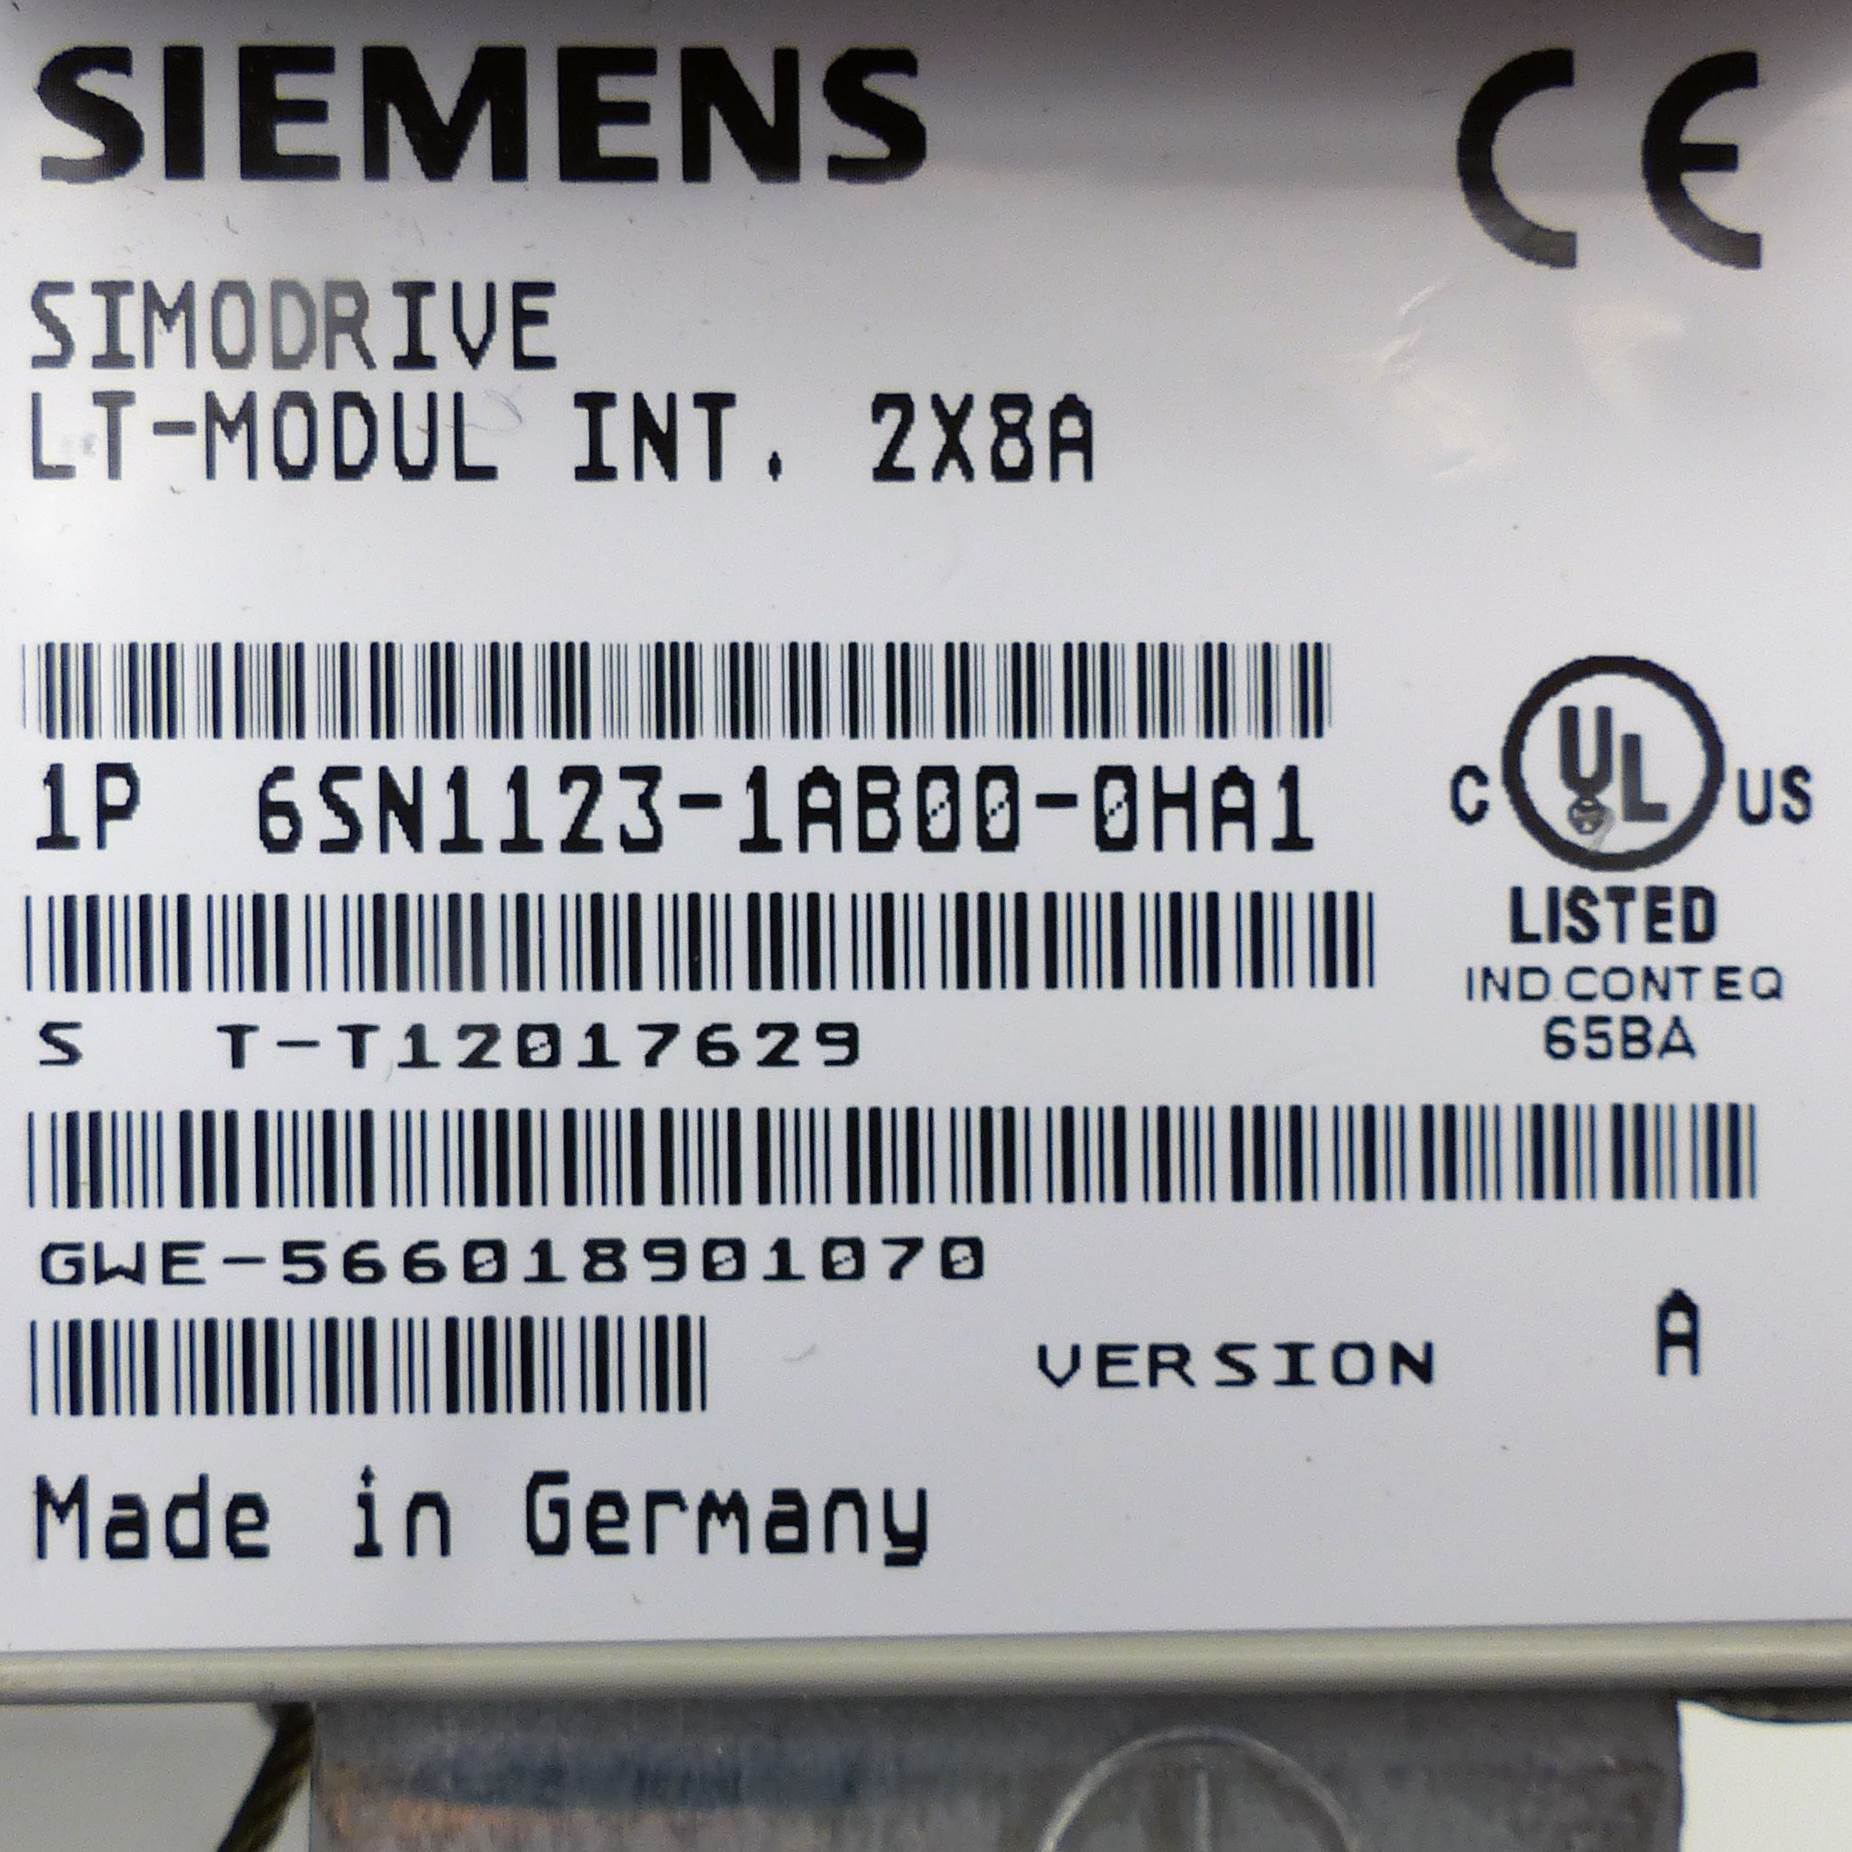 SIEMENS CE
SIMODRIVE
LT-MODUL INT. 2X8A
1P 6SN1123-1AB00-0HA1
C UL US
LISTED
IND.CONT.EQ
65BA
S T-T12017629
GWE-566018901070
VERSION A
Made in Germany